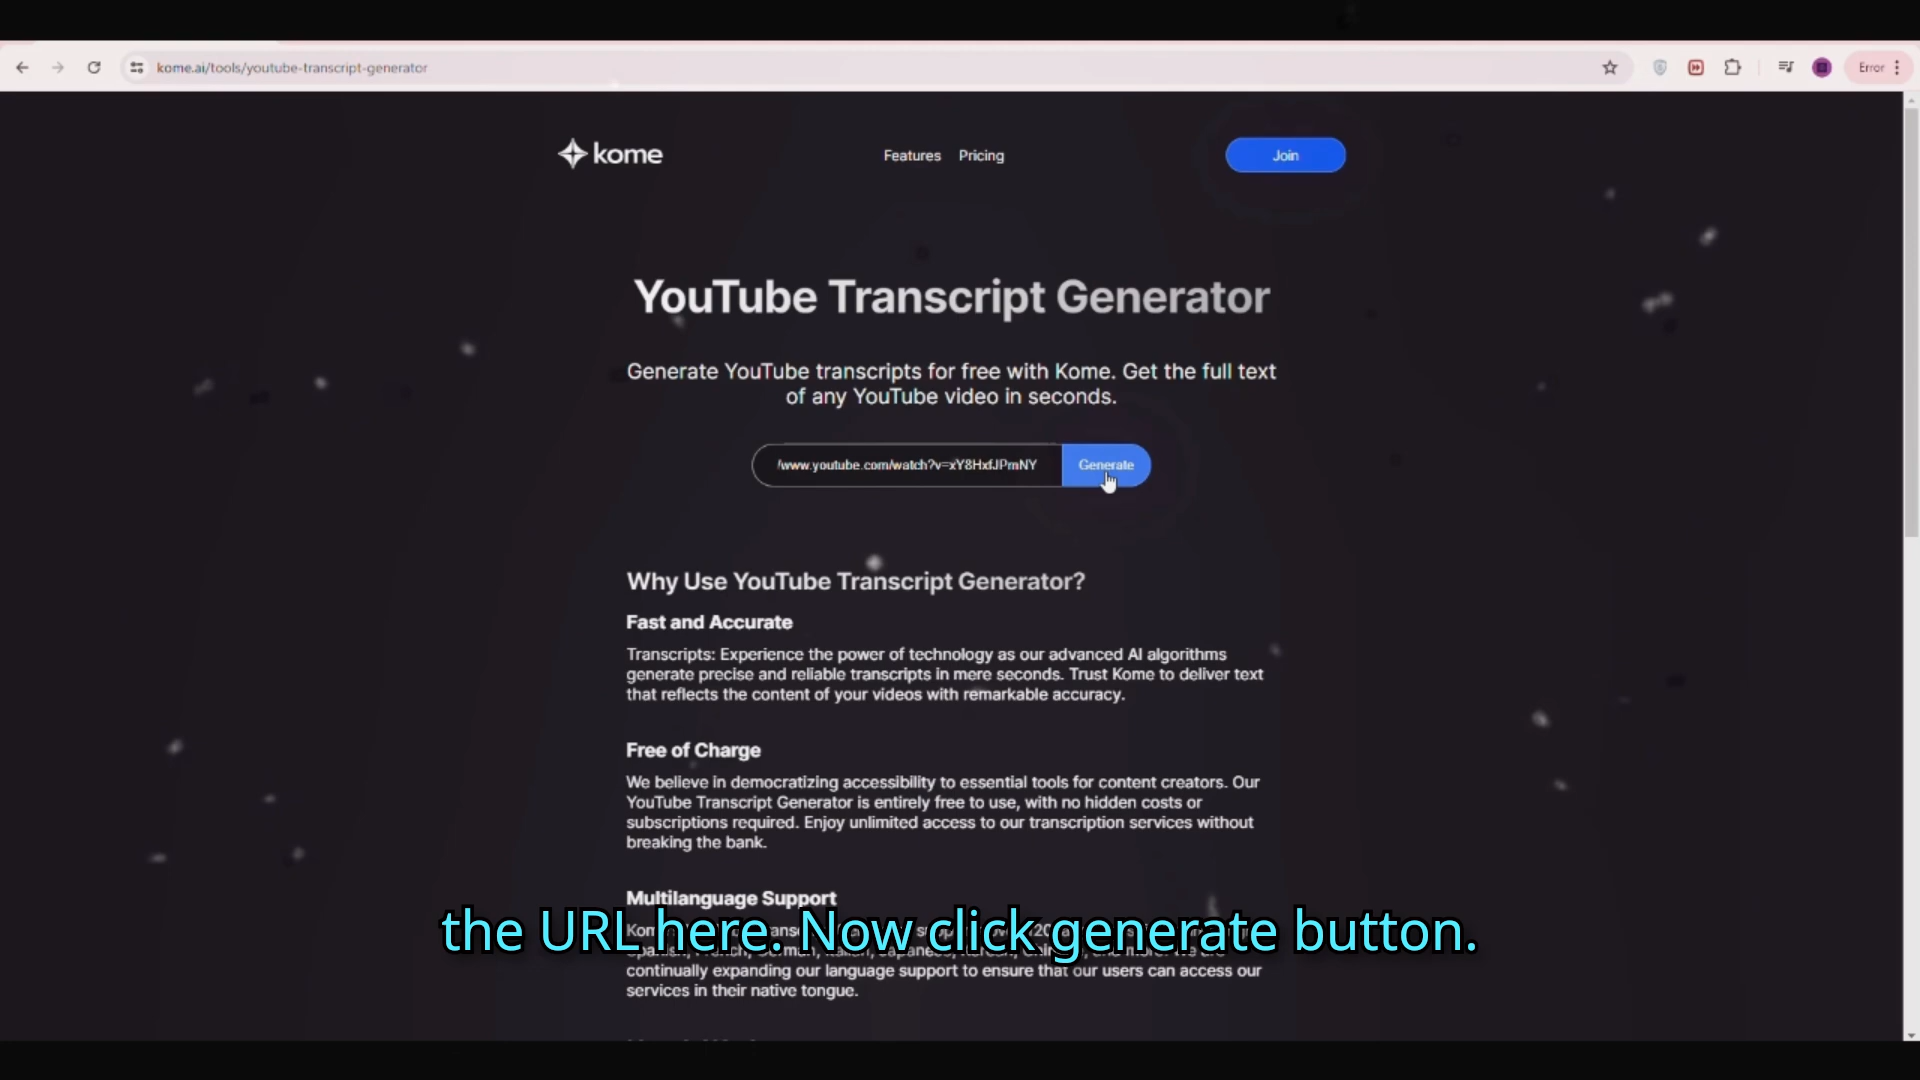 kome.ai/tools/youtube-transcript-generator
Error
kome
Features Pricing
Join
YouTube Transcript Generator
Generate YouTube transcripts for free with Kome. Get the full text
of any YouTube video in seconds.
/www.youtube.com/watch?v=xY8HxfJPmNY
Generate
Why Use YouTube Transcript Generator?
Fast and Accurate
Transcripts: Experience the power of technology as our advanced AI algorithms
generate precise and reliable transcripts in mere seconds. Trust Kome to deliver text
that reflects the content of your videos with remarkable accuracy.
Free of Charge
We believe in democratizing accessibility to essential tools for content creators. Our
YouTube Transcript Generator is entirely free to use, with no hidden costs or
subscriptions required. Enjoy unlimited access to our transcription services without
breaking the bank.
Multilanguage Support
the URL here. Now click generate button.
continually expanding our language support to ensure that our users can access our
services in their native tongue.